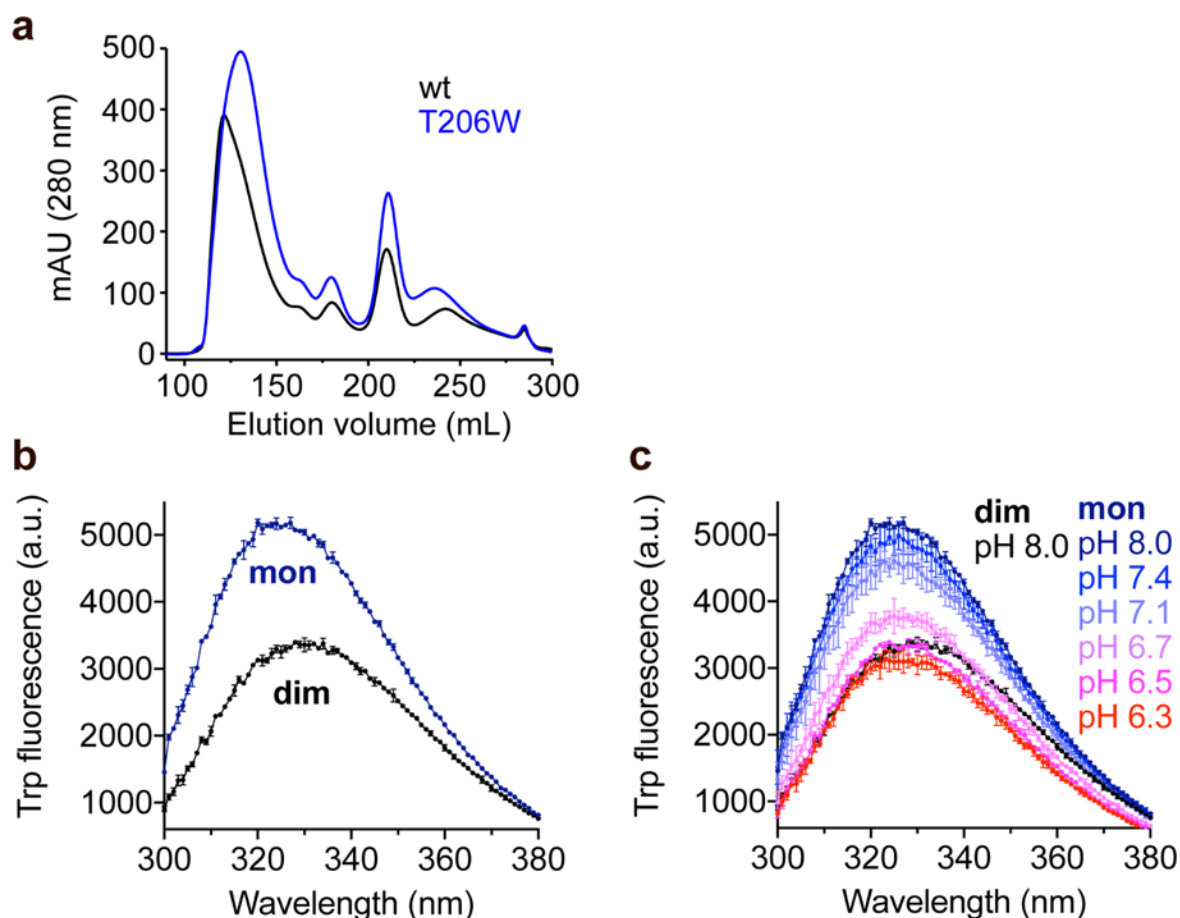 a
500
400
300
200
100
0
mAU (280 nm)
wt
T206W
100
150
200
250
300
Elution volume (mL)
b
5000
4000
3000
2000
1000
Trp fluorescence (a.u.)
mon
dim
300
320
340
360
380
Wavelength (nm)
c
5000
4000
3000
2000
1000
Trp fluorescence (a.u.)
dim
pH 8.0
mon
pH 8.0
pH 7.4
pH 7.1
pH 6.7
pH 6.5
pH 6.3
300
320
340
360
380
Wavelength (nm)